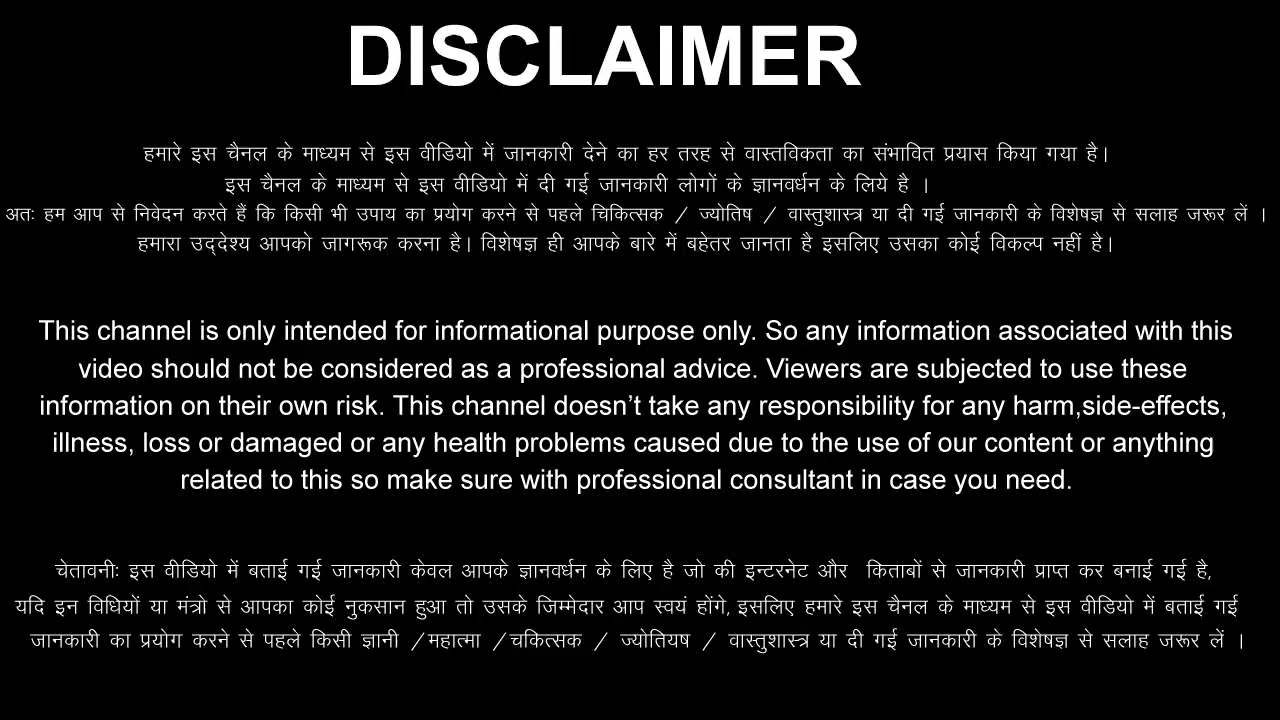 DISCLAIMER
हमारे इस चैनल के माध्यम से इस वीडियो में जानकारी देने का हर तरह से वास्तविकता का संभावित प्रयास किया गया है।
इस चैनल के माध्यम से इस वीडियो में दी गई जानकारी लोगों के ज्ञानवर्धन के लिये है ।
अतः हम आप से निवेदन करते हैं कि किसी भी उपाय का प्रयोग करने से पहले चिकित्सक / ज्योतिष / वास्तुशास्त्र या दी गई जानकारी के विशेषज्ञ से सलाह जरूर लें ।
हमारा उद्देश्य आपको जागरूक करना है। विशेषज्ञ ही आपके बारे में बहेतर जानता है इसलिए उसका कोई विकल्प नहीं है।
This channel is only intended for informational purpose only. So any information associated with this
video should not be considered as a professional advice. Viewers are subjected to use these
information on their own risk. This channel doesn’t take any responsibility for any harm,side-effects,
illness, loss or damaged or any health problems caused due to the use of our content or anything
related to this so make sure with professional consultant in case you need.
चेतावनीः इस वीडियो में बताई गई जानकारी केवल आपके ज्ञानवर्धन के लिए है जो की इन्टरनेट और किताबों से जानकारी प्राप्त कर बनाई गई है,
यदि इन विधियों या मंत्रो से आपका कोई नुकसान हुआ तो उसके जिम्मेदार आप स्वयं होंगे, इसलिए हमारे इस चैनल के माध्यम से इस वीडियो में बताई गई
जानकारी का प्रयोग करने से पहले किसी ज्ञानी /महात्मा /चकित्सक / ज्योतियष / वास्तुशास्त्र या दी गई जानकारी के विशेषज्ञ से सलाह जरूर लें ।